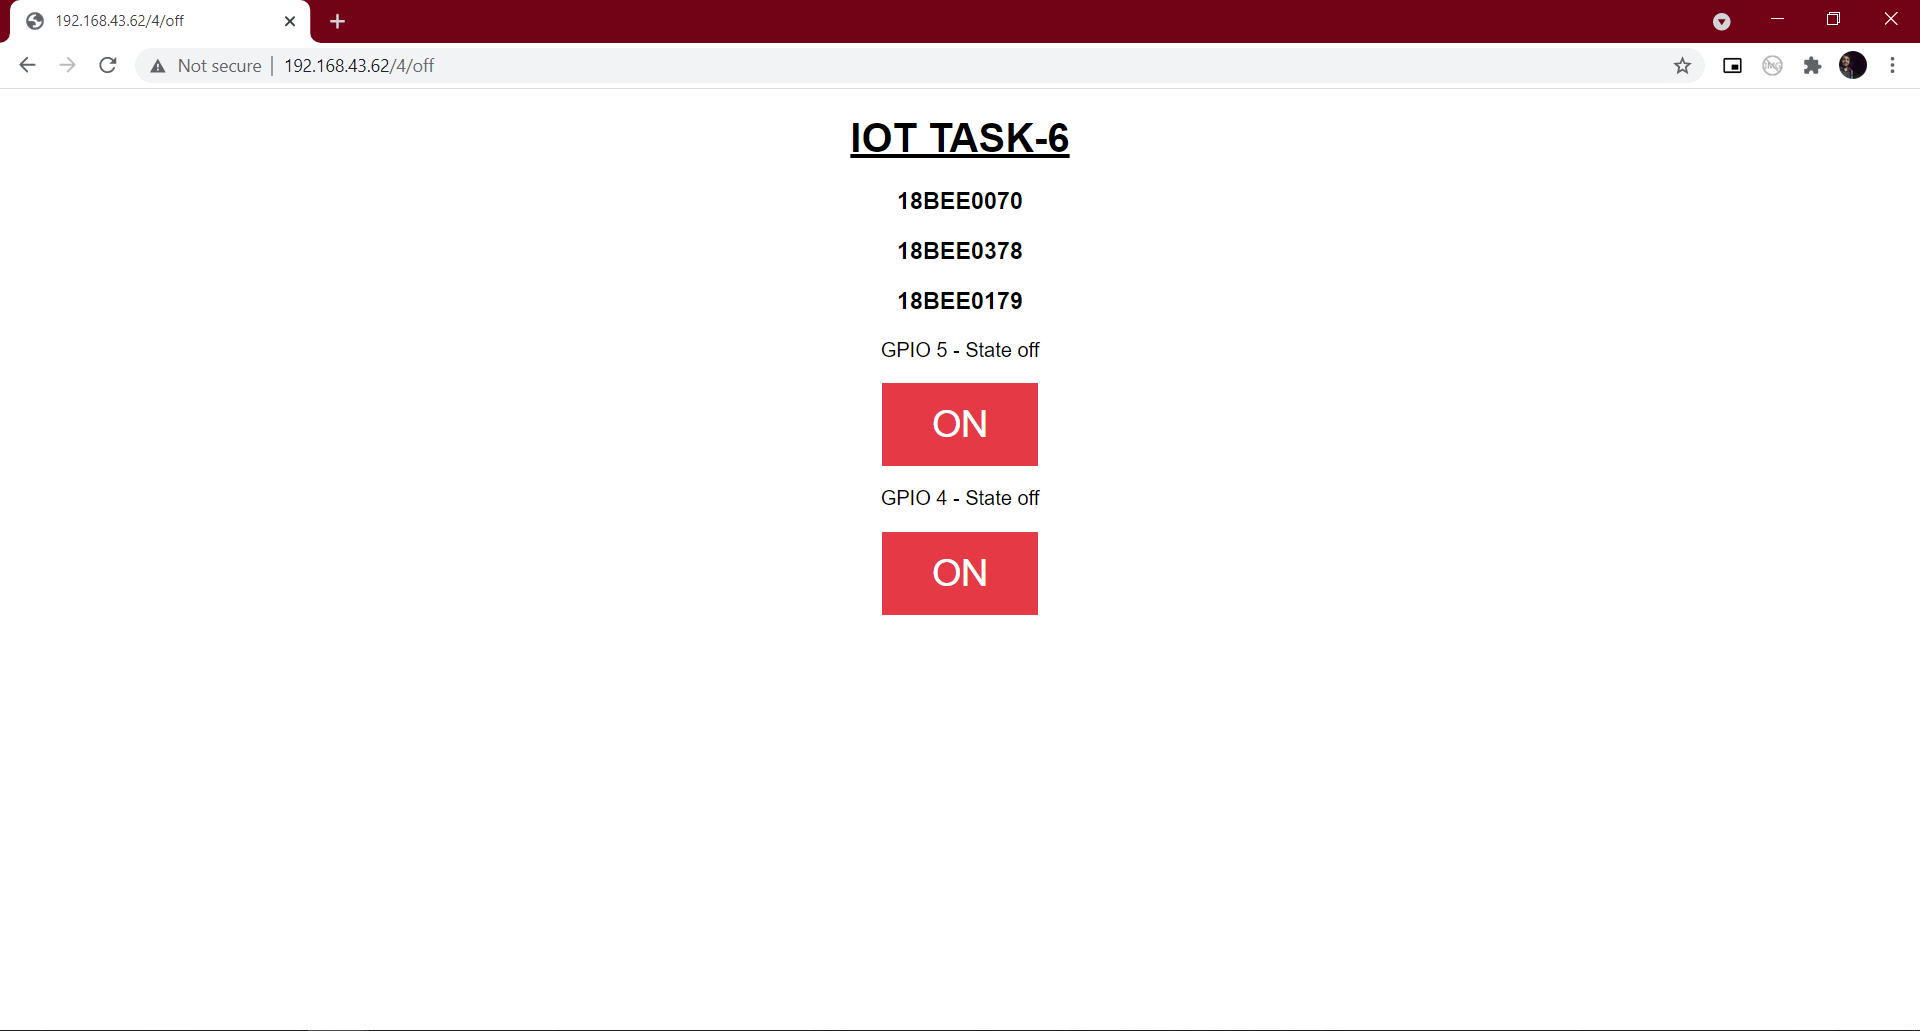 192.168.43.62/4/off
Not secure 192.168.43.62/4/off
IOT TASK-6
18BEE0070
18BEE0378
18BEE0179
GPIO 5 - State off
ON
GPIO 4 - State off
ON